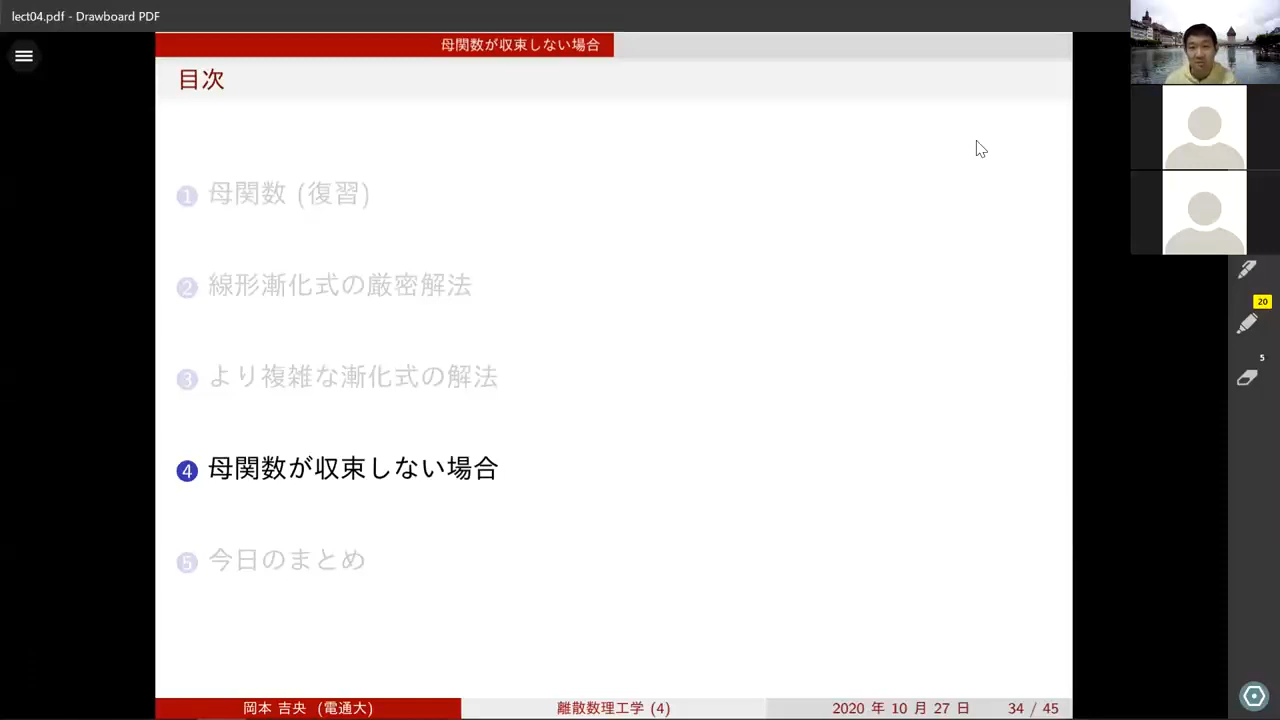 lect04.pdf - Drawboard PDF
母関数が収束しない場合
目次
1 母関数 (復習)
2 線形漸化式の厳密解法
3 より複雑な漸化式の解法
4 母関数が収束しない場合
5 今日のまとめ
20
5
岡本 吉央 (電通大) 離散数理工学 (4) 2020 年 10 月 27 日 34 / 45